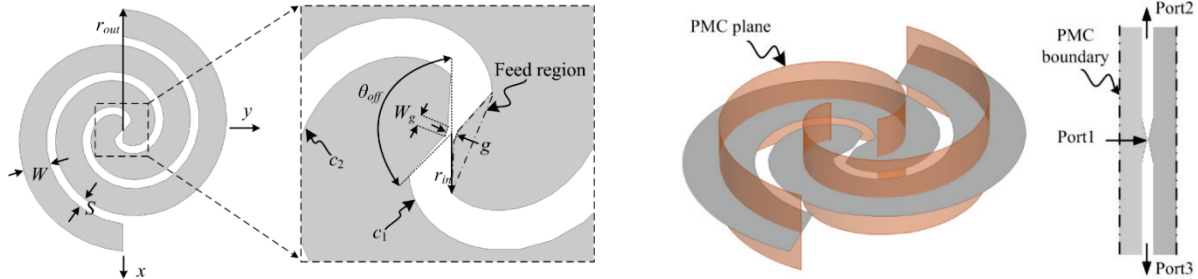 r_out
y
W
S
x
θ_off
W_g
Feed region
g
r_in
c_2
c_1
PMC plane
PMC
boundary
Port1
Port2
Port3